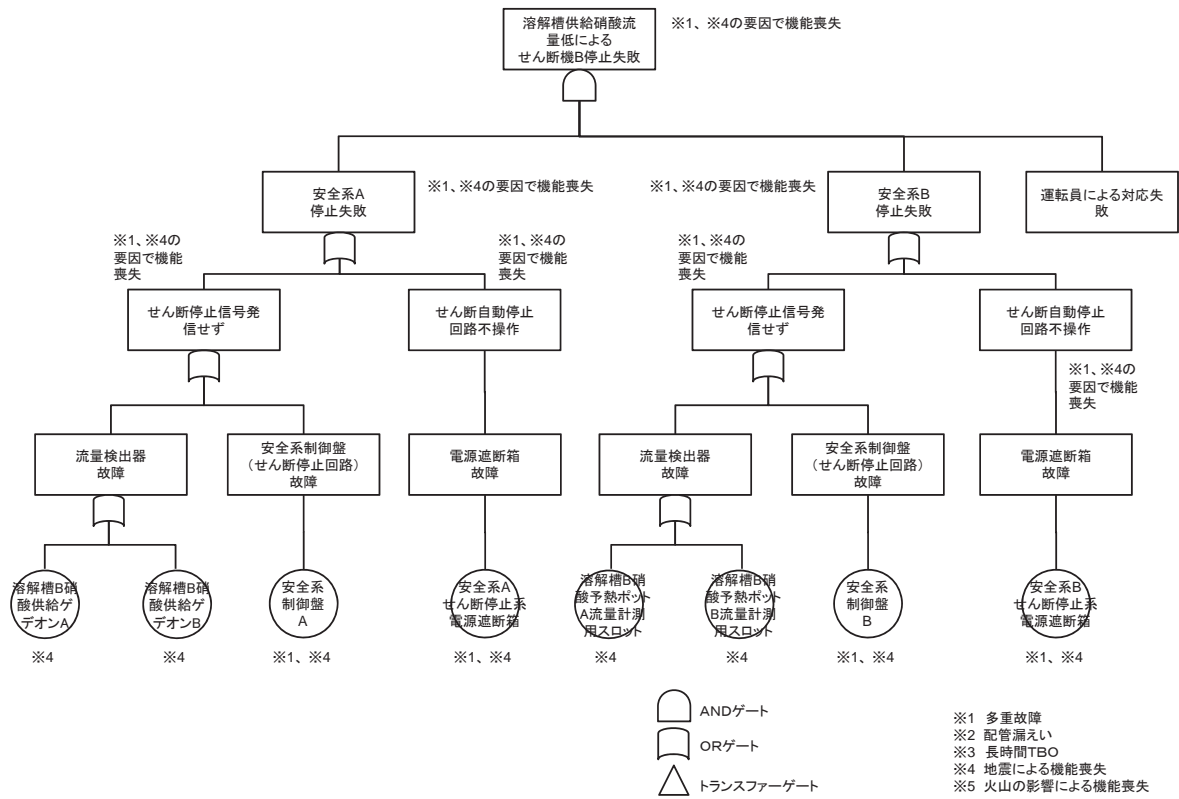 溶解槽供給硝酸流
量低による
せん断機B停止失敗
※1、※4の要因で機能喪失
安全系A
停止失敗
※1、※4の要因で機能喪失
※1、※4の要因で機能喪失
安全系B
停止失敗
運転員による対応失
敗
※1、※4の
要因で機能
喪失
※1、※4の
要因で機能
喪失
※1、※4の
要因で機能
喪失
せん断停止信号発
信せず
せん断自動停止
回路不操作
せん断停止信号発
信せず
せん断自動停止
回路不操作
※1、※4の
要因で機能
喪失
流量検出器
故障
安全系制御盤
(せん断停止回路)
故障
電源遮断箱
故障
流量検出器
故障
安全系制御盤
(せん断停止回路)
故障
電源遮断箱
故障
溶解槽B硝
酸供給ゲ
デオンA
溶解槽B硝
酸供給ゲ
デオンB
安全系
制御盤
A
安全系A
せん断停止系
電源遮断箱
溶解槽B硝
酸予熱ポット
A流量計測
用スロット
溶解槽B硝
酸予熱ポット
B流量計測
用スロット
安全系
制御盤
B
安全系B
せん断停止系
電源遮断箱
※4
※4
※1、※4
※1、※4
※4
※4
※1、※4
※1、※4
ANDゲート
ORゲート
トランスファーゲート
※1 多重故障
※2 配管漏えい
※3 長時間TBO
※4 地震による機能喪失
※5 火山の影響による機能喪失